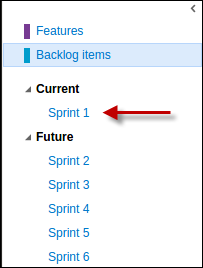 Features
Backlog items
Current
Sprint 1
Future
Sprint 2
Sprint 3
Sprint 4
Sprint 5
Sprint 6